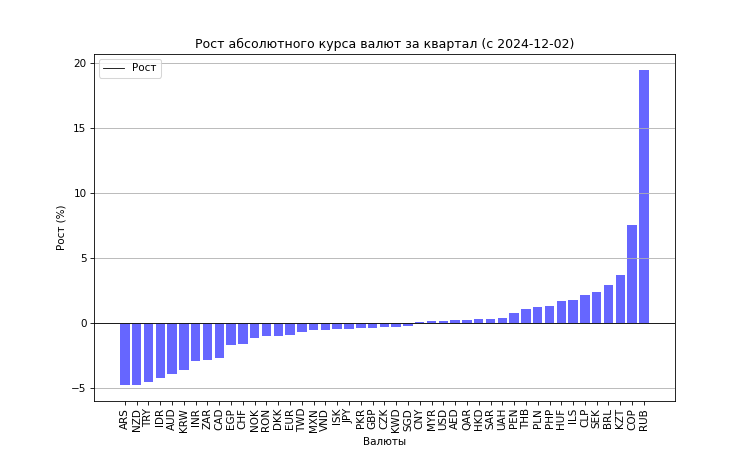 Рост абсолютного курса валют за квартал (с 2024-12-02)
Рост
20
15
10
5
0
−5
Рост (%)
ARS NZD TRY IDR AUD KRW INR ZAR CAD EGP CHF NOK RON DKK EUR TWD MXN VND ISK JPY PKR GBP CZK KWD SGD CNY MYR USD AED QAR HKD SAR UAH PEN THB PLN PHP HUF ILS CLP SEK BRL KZT COP RUB
Валюты